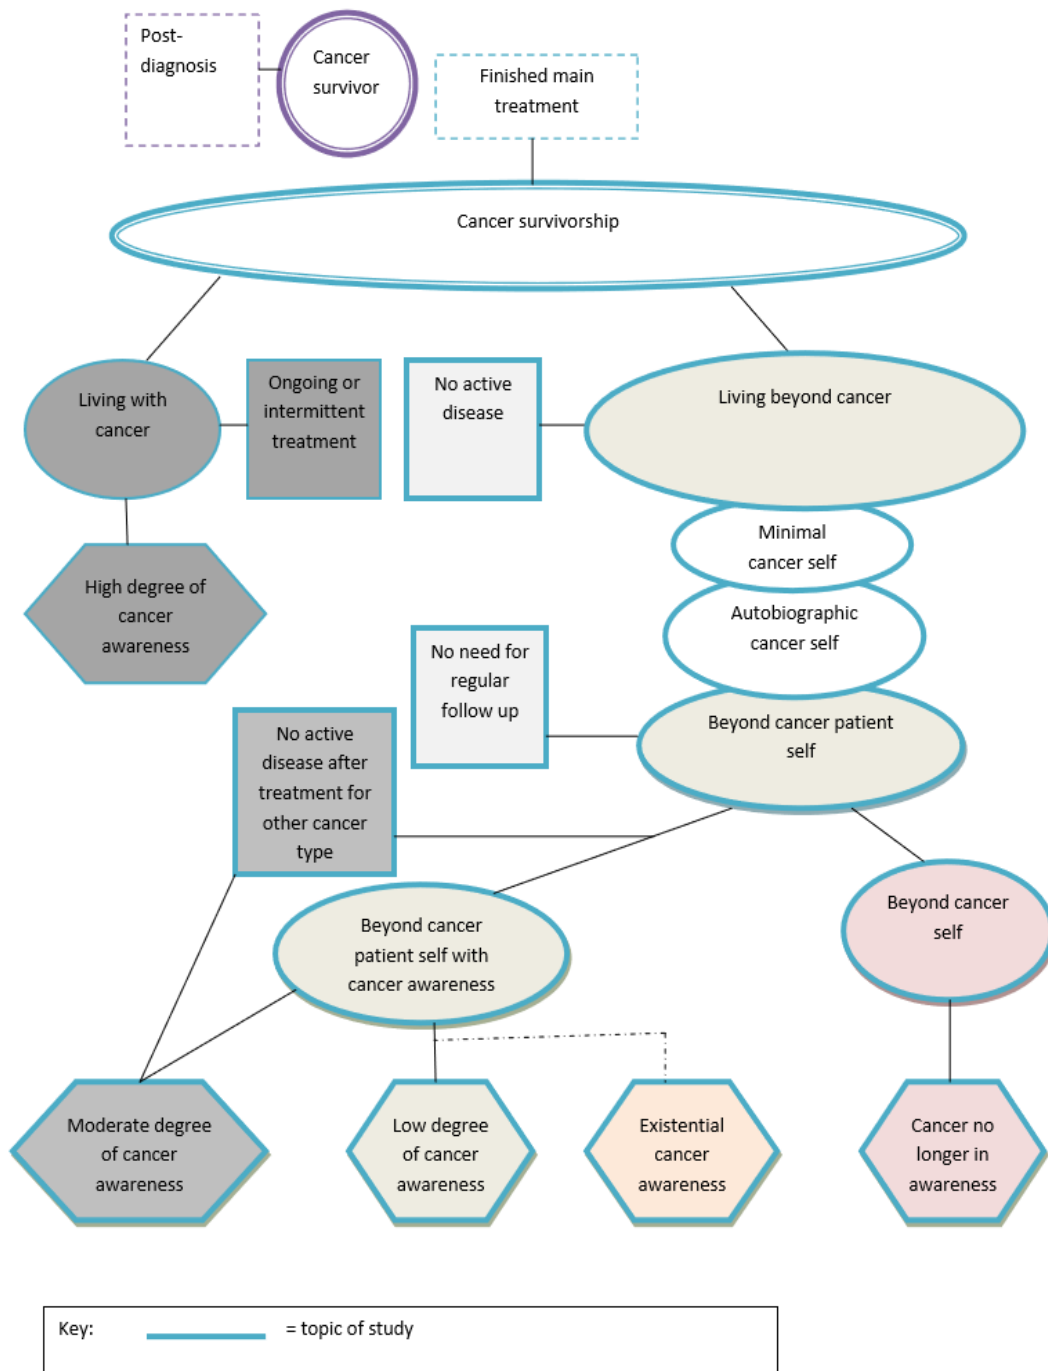 Post-
diagnosis
Cancer
survivor
Finished main
treatment
Cancer survivorship
Living with
cancer
Ongoing or
intermittent
treatment
No active
disease
Living beyond cancer
Minimal
cancer self
High degree of
cancer
awareness
Autobiographic
cancer self
No need for
regular
follow up
Beyond cancer patient
self
No active
disease after
treatment for
other cancer
type
Beyond cancer
patient self with
cancer awareness
Beyond cancer
self
Moderate degree
of cancer
awareness
Low degree
of cancer
awareness
Existential
cancer
awareness
Cancer no
longer in
awareness
Key: = topic of study